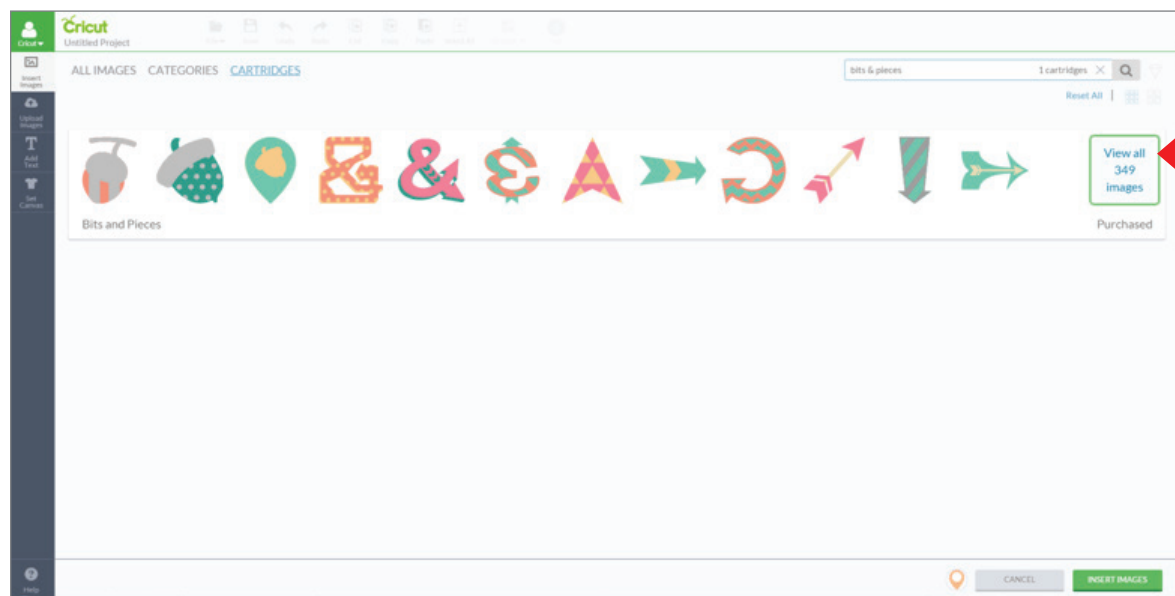 Cricut
Cricut
Untitled Project
Insert
Images
Upload
Images
Add
Text
Set
Canvas
ALL IMAGES CATEGORIES CARTRIDGES
bits & pieces 1 cartridges
Reset All
View all
349
images
Bits and Pieces Purchased
Help
CANCEL INSERT IMAGES